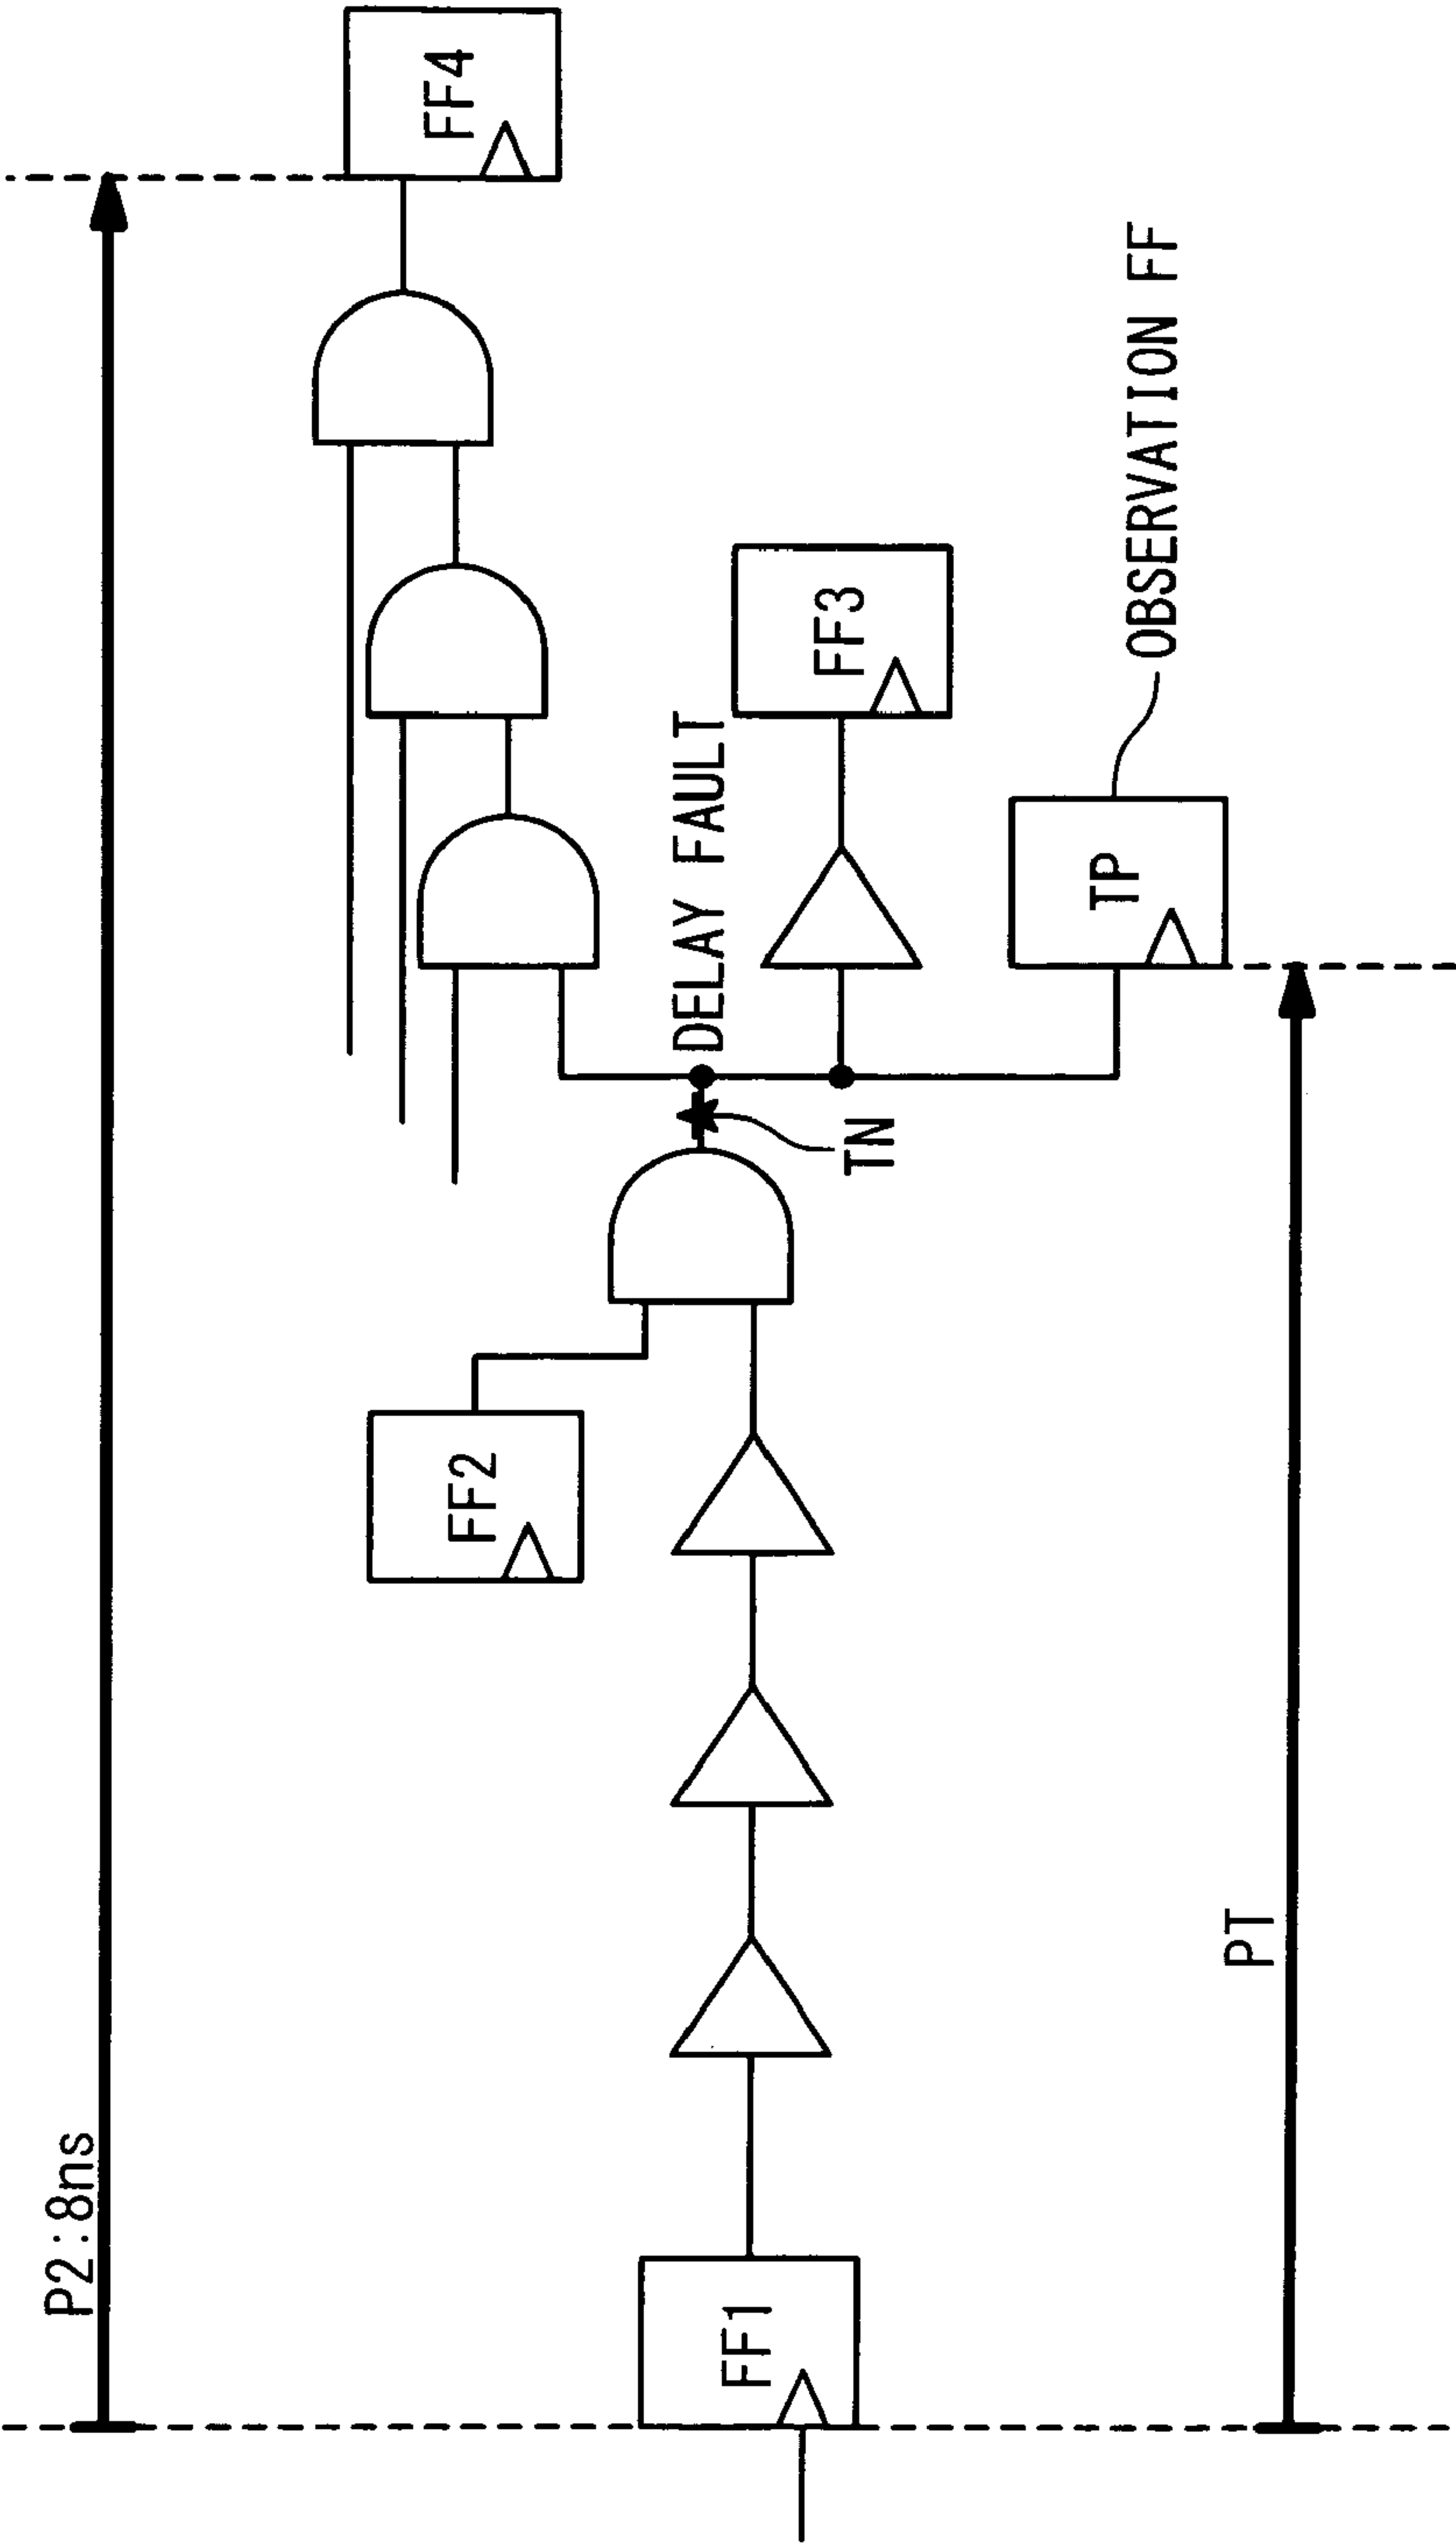 P2:8ns
FF4
FF2
DELAY FAULT
FF3
FF1
TN
TP
OBSERVATION FF
PT